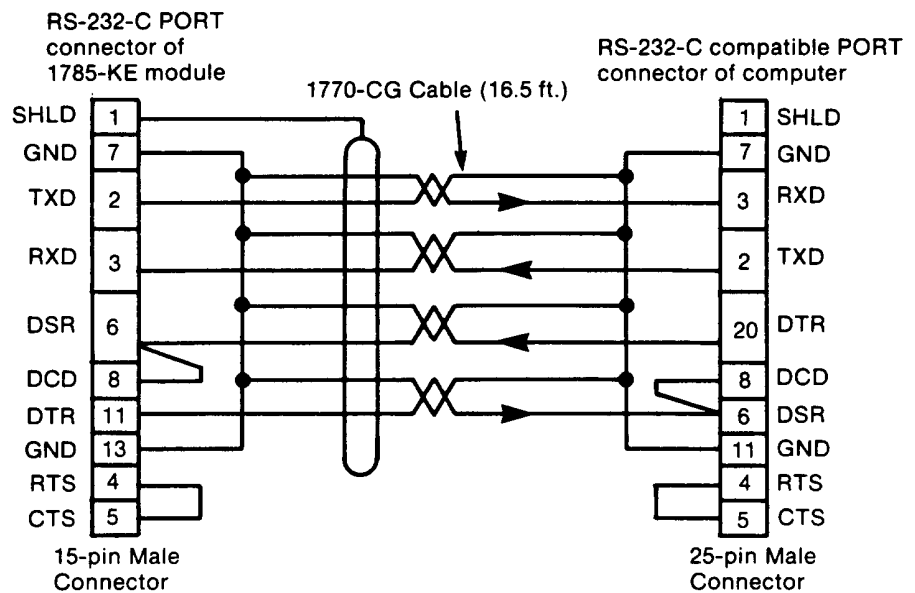 RS-232-C PORT
connector of
1785-KE module
RS-232-C compatible PORT
connector of computer
1770-CG Cable (16.5 ft.)
SHLD 1
GND 7
TXD 2
RXD 3
DSR 6
DCD 8
DTR 11
GND 13
RTS 4
CTS 5
15-pin Male
Connector
1 SHLD
7 GND
3 RXD
2 TXD
20 DTR
8 DCD
6 DSR
11 GND
4 RTS
5 CTS
25-pin Male
Connector